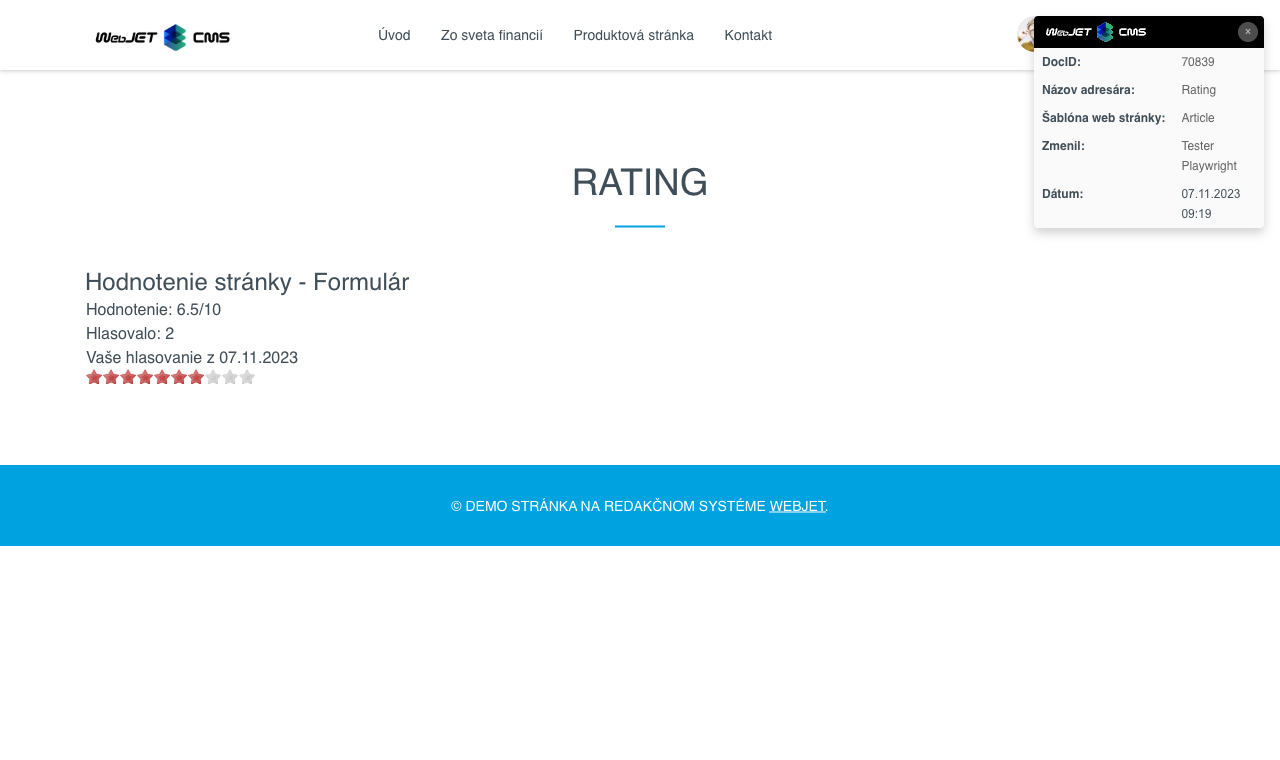 WebJET CMS
Úvod
Zo sveta financií
Produktová stránka
Kontakt
WebJET CMS
×
DocID: 70839
Názov adresára: Rating
Šablóna web stránky: Article
Zmenil: Tester
Playwright
Dátum: 07.11.2023
09:19
RATING
Hodnotenie stránky - Formulár
Hodnotenie: 6.5/10
Hlasovalo: 2
Vaše hlasovanie z 07.11.2023
© DEMO STRÁNKA NA REDAKČNOM SYSTÉME WEBJET.